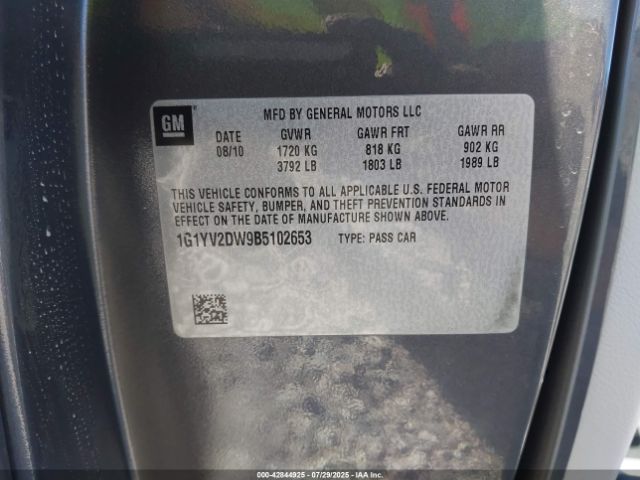 GM
MFD BY GENERAL MOTORS LLC
DATE GVWR GAWR FRT GAWR RR
08/10 1720 KG 818 KG 902 KG
3792 LB 1803 LB 1989 LB
THIS VEHICLE CONFORMS TO ALL APPLICABLE U.S. FEDERAL MOTOR
VEHICLE SAFETY, BUMPER, AND THEFT PREVENTION STANDARDS IN
EFFECT ON THE DATE OF MANUFACTURE SHOWN ABOVE.
1G1YV2DW9B5102653 TYPE: PASS CAR
000-42844925 - 07/29/2025 - IAAI.COM